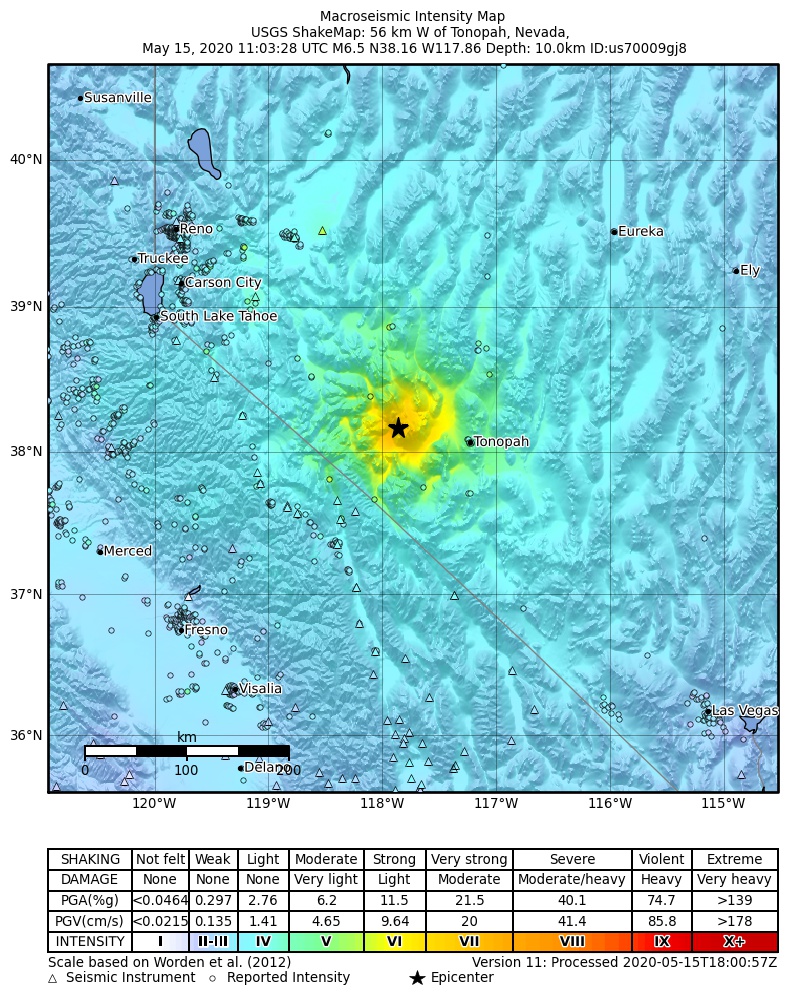 Macroseismic Intensity Map
USGS ShakeMap: 56 km W of Tonopah, Nevada,
May 15, 2020 11:03:28 UTC M6.5 N38.16 W117.86 Depth: 10.0km ID:us70009gj8
Susanville
40°N
Reno
Eureka
Truckee
Ely
Carson City
39°N
South Lake Tahoe
38°N
Tonopah
Merced
37°N
Fresno
Visalia
Las Vegas
36°N
km
Delano
0 100 200
120°W 119°W 118°W 117°W 116°W 115°W
SHAKING Not felt Weak Light Moderate Strong Very strong Severe Violent Extreme
DAMAGE None None None Very light Light Moderate Moderate/heavy Heavy Very heavy
PGA(%g) <0.0464 0.297 2.76 6.2 11.5 21.5 40.1 74.7 >139
PGV(cm/s) <0.0215 0.135 1.41 4.65 9.64 20 41.4 85.8 >178
INTENSITY I II-III IV V VI VII VIII IX X+
Scale based on Worden et al. (2012) Version 11: Processed 2020-05-15T18:00:57Z
△ Seismic Instrument ○ Reported Intensity ★ Epicenter